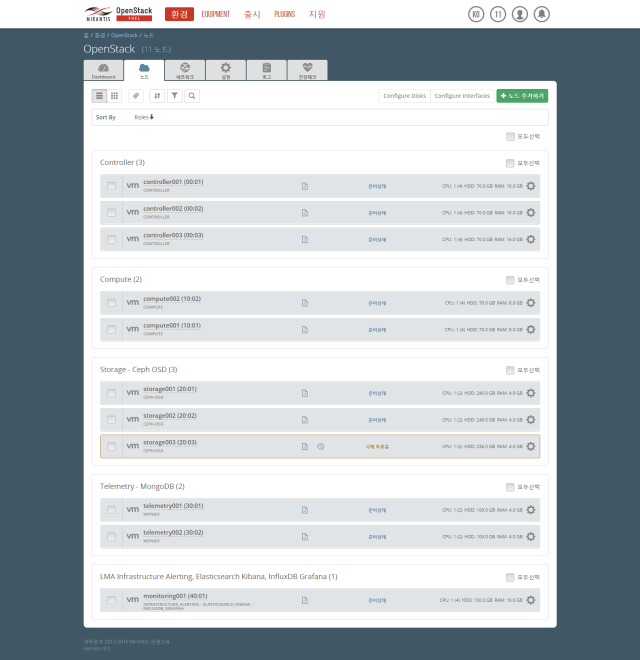 MIRANTIS
OpenStack
FUEL
환경 EQUIPMENT 출시 PLUGINS 지원
KO 11
홈 / 환경 / OpenStack / 노드
OpenStack (11 노드)
Dashboard 노드 네트워크 설정 로그 건강체크
Configure Disks Configure Interfaces + 노드 추가하기
Sort By Roles
모두선택
Controller (3) 모두선택
vm controller001 (00:01) 준비상태 CPU: 1 (4) HDD: 70.0 GB RAM: 16.0 GB
CONTROLLER
vm controller002 (00:02) 준비상태 CPU: 1 (4) HDD: 70.0 GB RAM: 16.0 GB
CONTROLLER
vm controller003 (00:03) 준비상태 CPU: 1 (4) HDD: 70.0 GB RAM: 16.0 GB
CONTROLLER
Compute (2) 모두선택
vm compute002 (10:02) 준비상태 CPU: 1 (4) HDD: 70.0 GB RAM: 8.0 GB
COMPUTE
vm compute001 (10:01) 준비상태 CPU: 1 (4) HDD: 70.0 GB RAM: 8.0 GB
COMPUTE
Storage - Ceph OSD (3) 모두선택
vm storage001 (20:01) 준비상태 CPU: 1 (2) HDD: 240.0 GB RAM: 4.0 GB
CEPH-OSD
vm storage002 (20:02) 준비상태 CPU: 1 (2) HDD: 240.0 GB RAM: 4.0 GB
CEPH-OSD
vm storage003 (20:03) 삭제 보류중 CPU: 1 (2) HDD: 240.0 GB RAM: 4.0 GB
CEPH-OSD
Telemetry - MongoDB (2) 모두선택
vm telemetry001 (30:01) 준비상태 CPU: 1 (2) HDD: 100.0 GB RAM: 4.0 GB
MONGO
vm telemetry002 (30:02) 준비상태 CPU: 1 (2) HDD: 100.0 GB RAM: 4.0 GB
MONGO
LMA Infrastructure Alerting, Elasticsearch Kibana, InfluxDB Grafana (1) 모두선택
vm monitoring001 (40:01) 준비상태 CPU: 1 (4) HDD: 150.0 GB RAM: 16.0 GB
INFRASTRUCTURE_ALERTING · ELASTICSEARCH_KIBANA ·
INFLUXDB_GRAFANA
저작권ⓒ 2013-2016 Mirantis. 판권소유
Version: 8.0